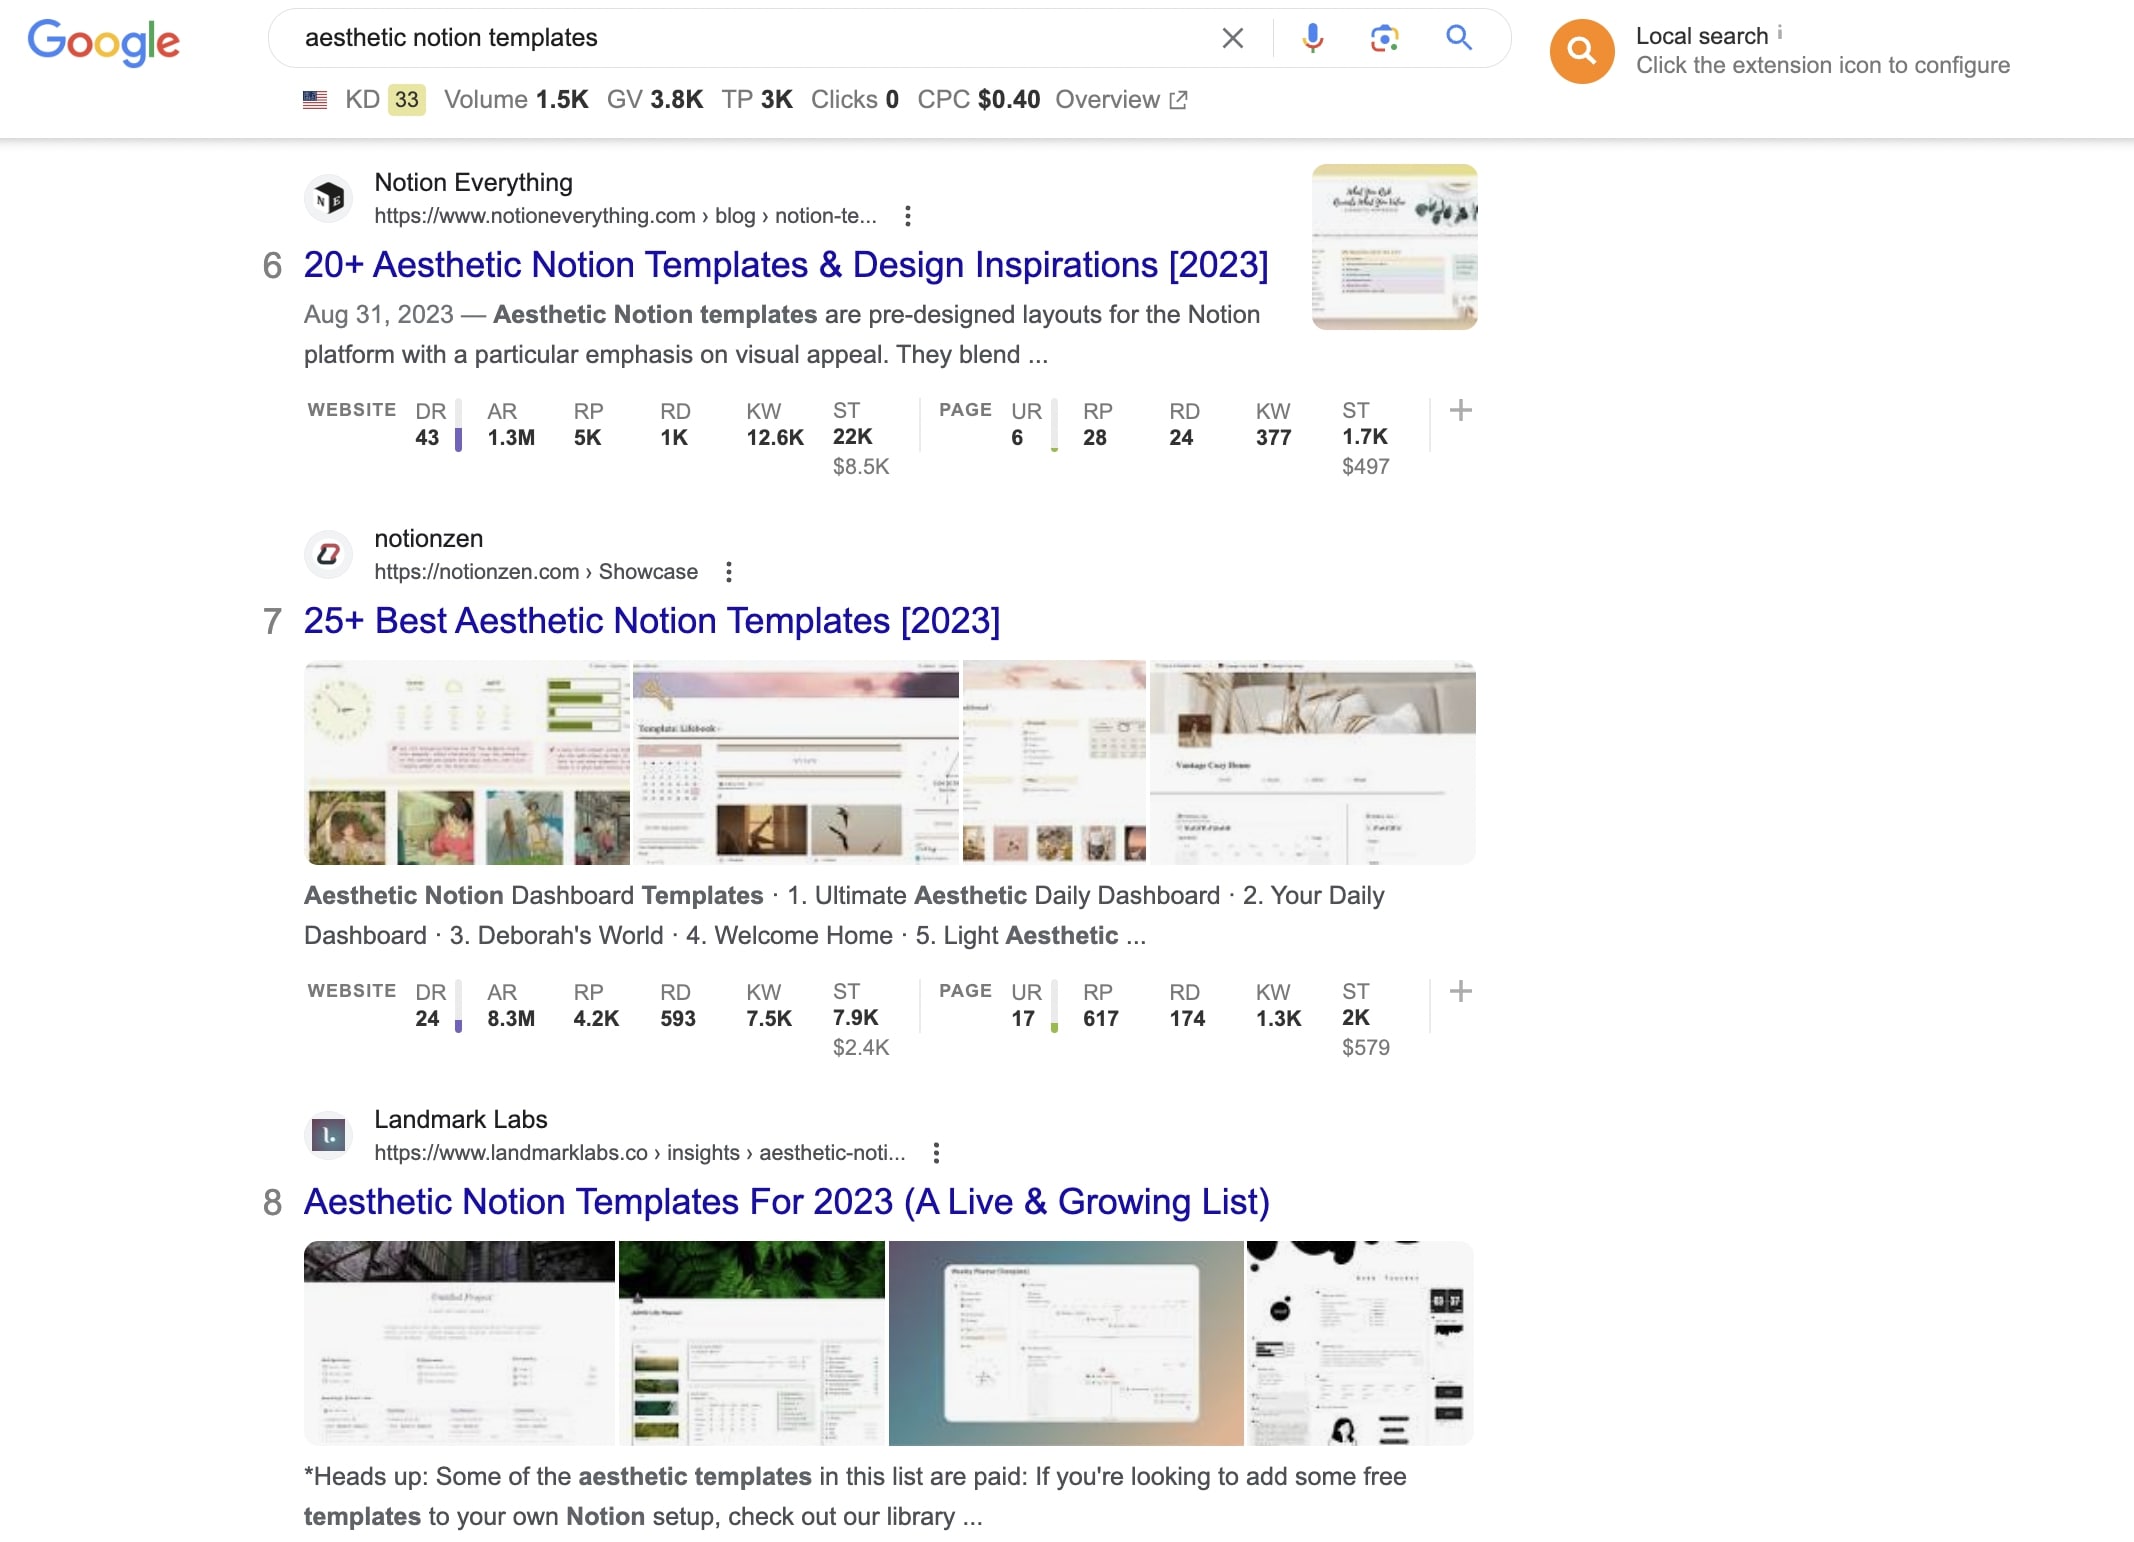 Google
aesthetic notion templates
Local search i
Click the extension icon to configure
KD 33 Volume 1.5K GV 3.8K TP 3K Clicks 0 CPC $0.40 Overview
Notion Everything
https://www.notioneverything.com › blog › notion-te...
6 20+ Aesthetic Notion Templates & Design Inspirations [2023]
Aug 31, 2023 — Aesthetic Notion templates are pre-designed layouts for the Notion
platform with a particular emphasis on visual appeal. They blend ...
WEBSITE DR AR RP RD KW ST PAGE UR RP RD KW ST
43 1.3M 5K 1K 12.6K 22K 6 28 24 377 1.7K
$8.5K $497
notionzen
https://notionzen.com › Showcase
7 25+ Best Aesthetic Notion Templates [2023]
Template: Lifebook
Vantage Cozy House
Aesthetic Notion Dashboard Templates · 1. Ultimate Aesthetic Daily Dashboard · 2. Your Daily
Dashboard · 3. Deborah's World · 4. Welcome Home · 5. Light Aesthetic ...
WEBSITE DR AR RP RD KW ST PAGE UR RP RD KW ST
24 8.3M 4.2K 593 7.5K 7.9K 17 617 174 1.3K 2K
$2.4K $579
Landmark Labs
https://www.landmarklabs.co › insights › aesthetic-noti...
8 Aesthetic Notion Templates For 2023 (A Live & Growing List)
Untitled Project
Weekly Planner (Template)
*Heads up: Some of the aesthetic templates in this list are paid: If you're looking to add some free
templates to your own Notion setup, check out our library ...